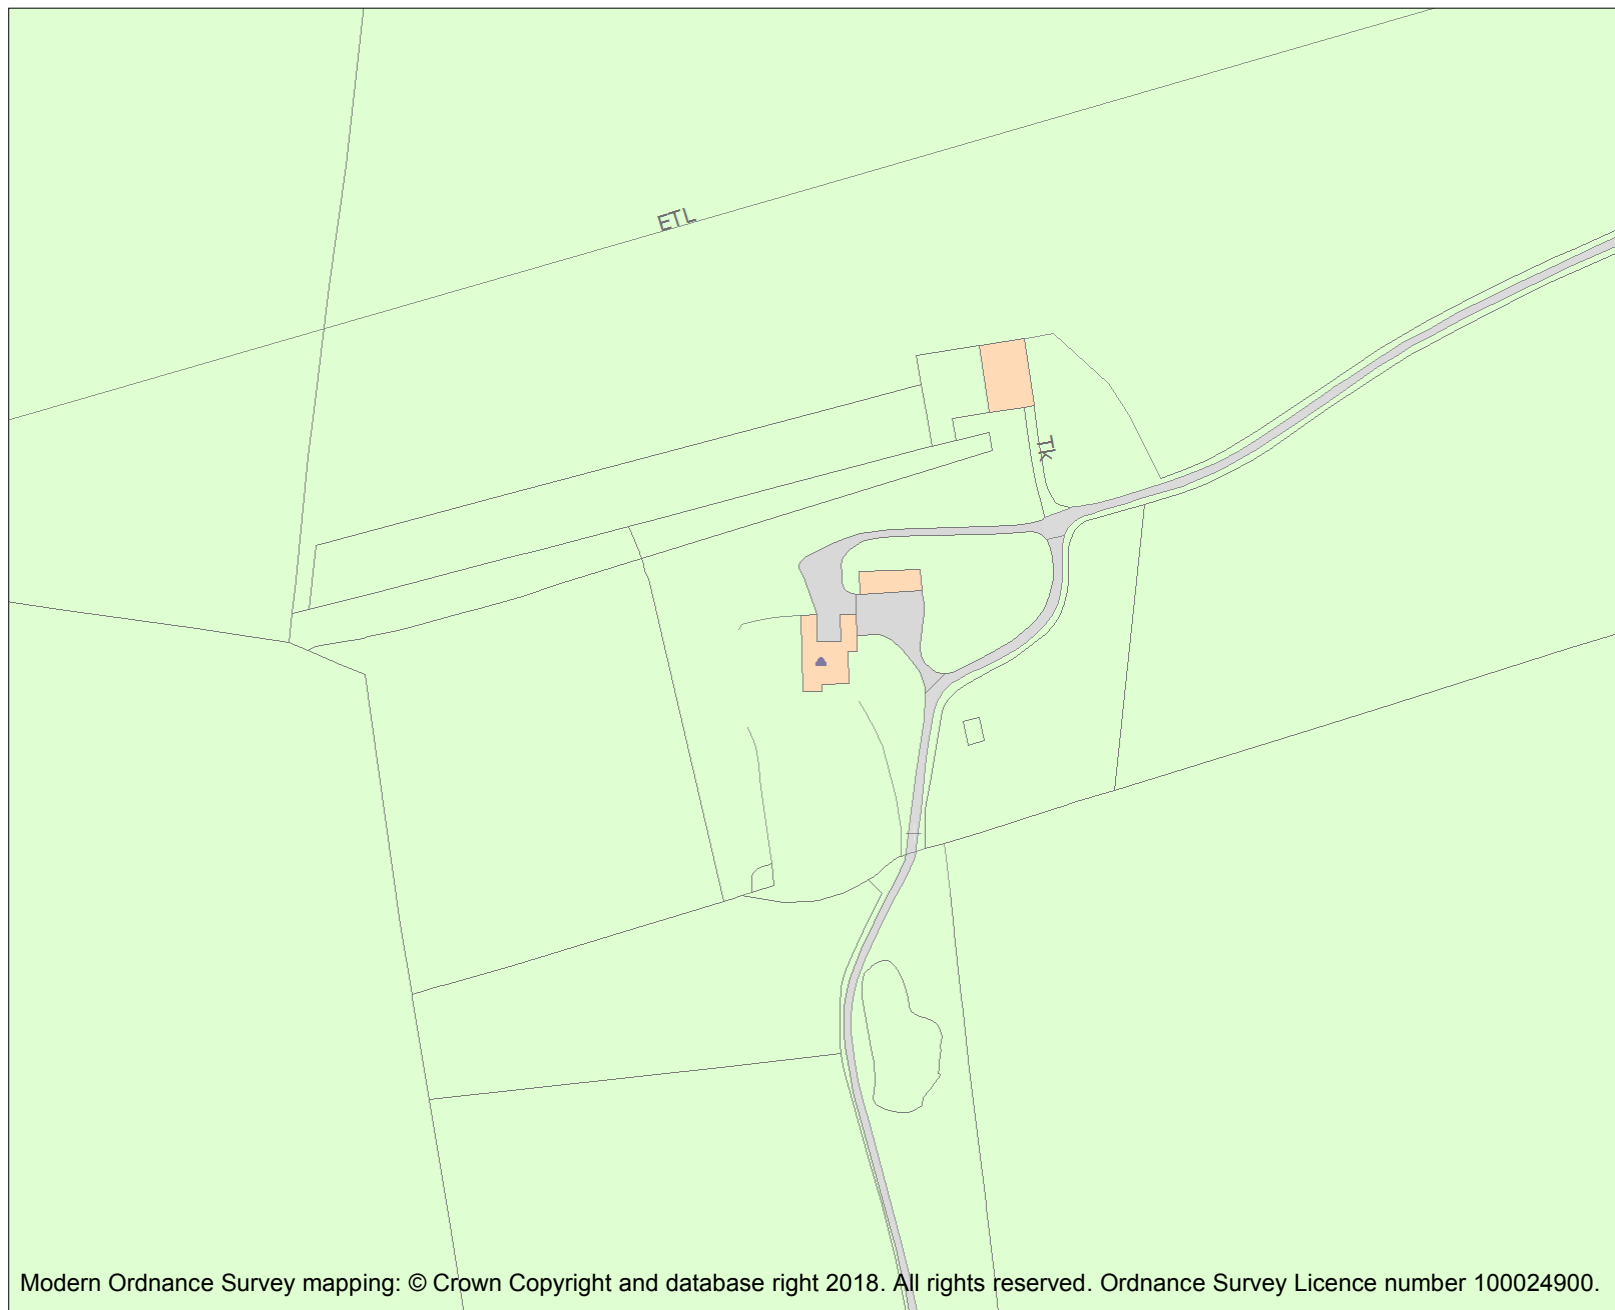 ETL
Tk
Modern Ordnance Survey mapping: © Crown Copyright and database right 2018. All rights reserved. Ordnance Survey Licence number 100024900.